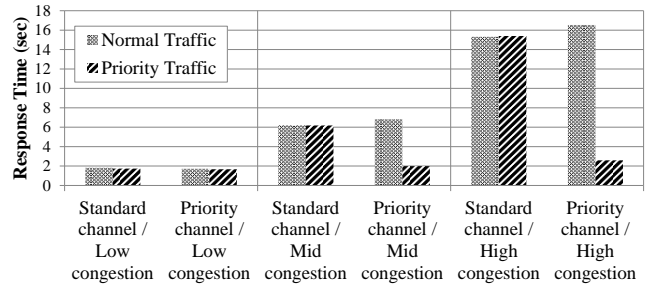 Response Time (sec)
18
16
14
12
10
8
6
4
2
0
Normal Traffic
Priority Traffic
Standard channel / Low congestion
Priority channel / Low congestion
Standard channel / Mid congestion
Priority channel / Mid congestion
Standard channel / High congestion
Priority channel / High congestion